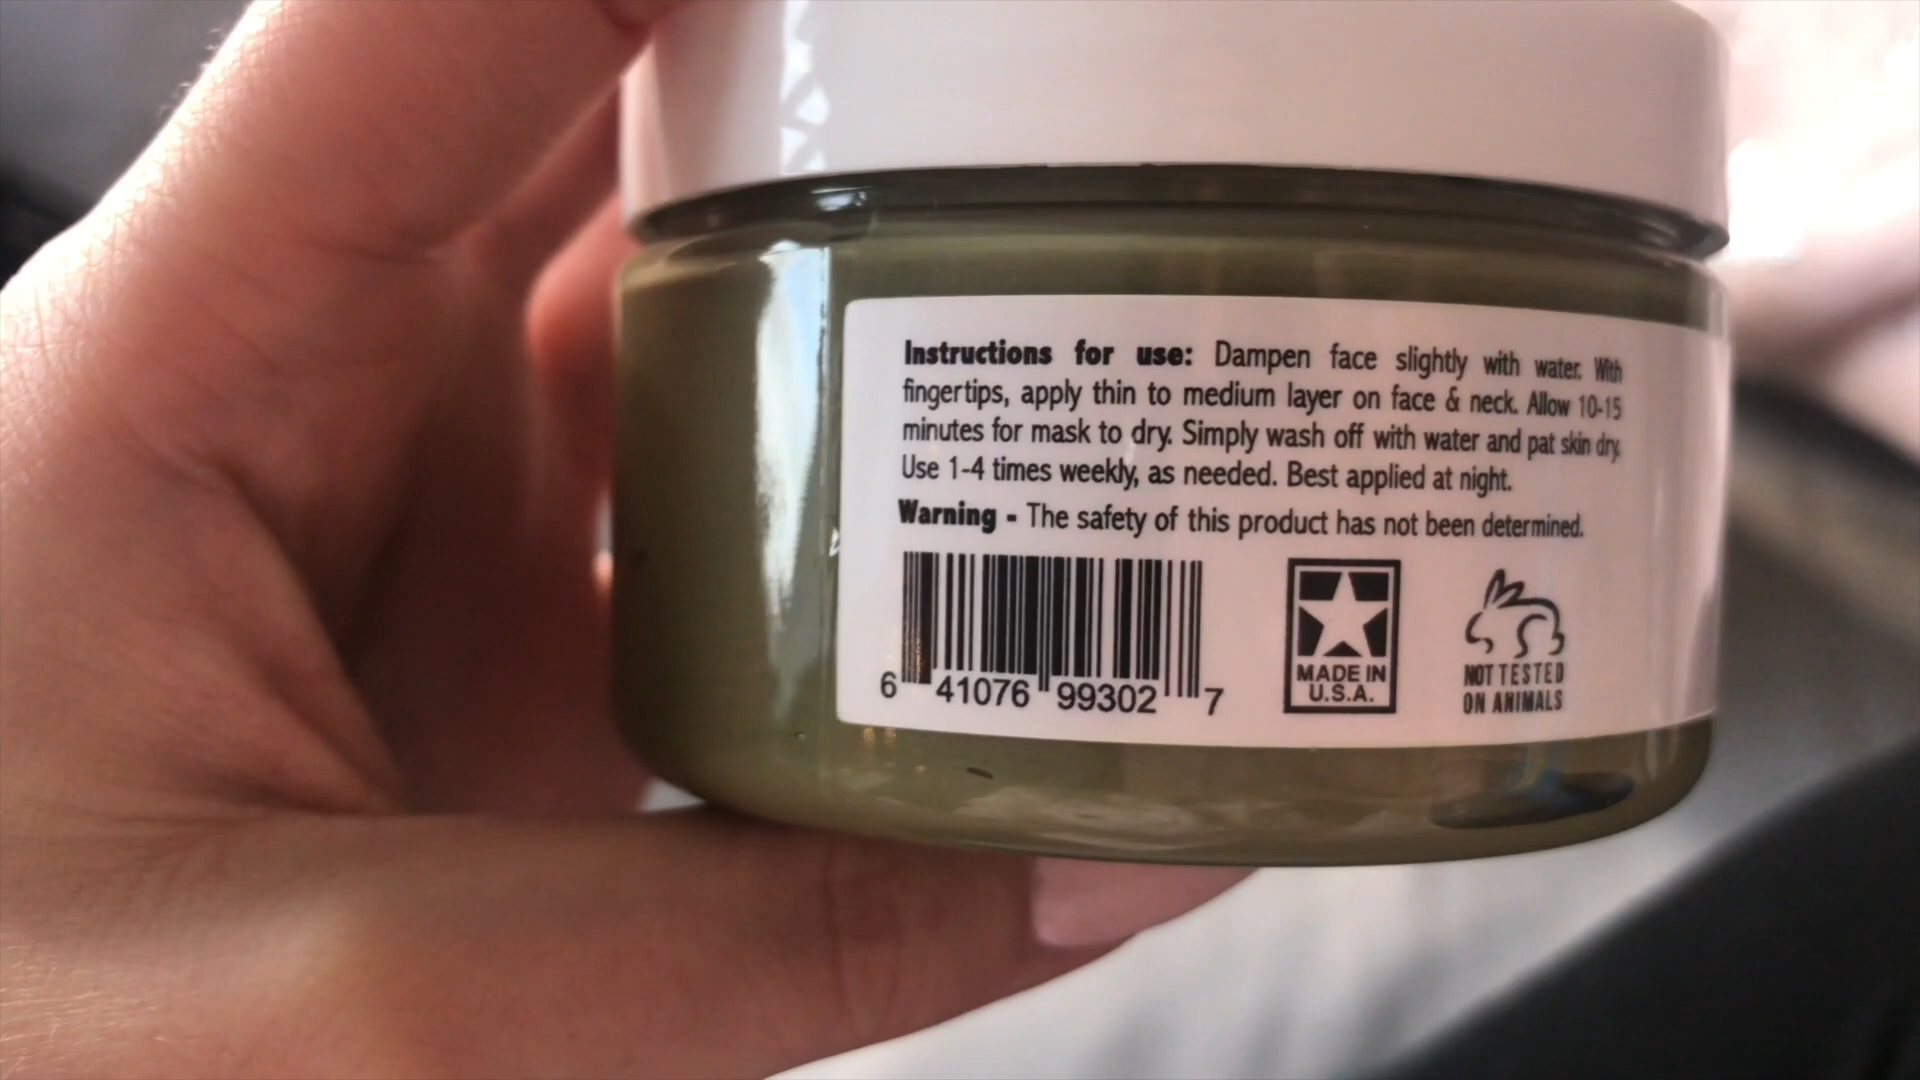 Instructions for use: Dampen face slightly with water. With
fingertips, apply thin to medium layer on face & neck. Allow 10-15
minutes for mask to dry. Simply wash off with water and pat skin dry.
Use 1-4 times weekly, as needed. Best applied at night.
Warning - The safety of this product has not been determined.
6 41076 99302 7
MADE IN
U.S.A.
NOT TESTED
ON ANIMALS